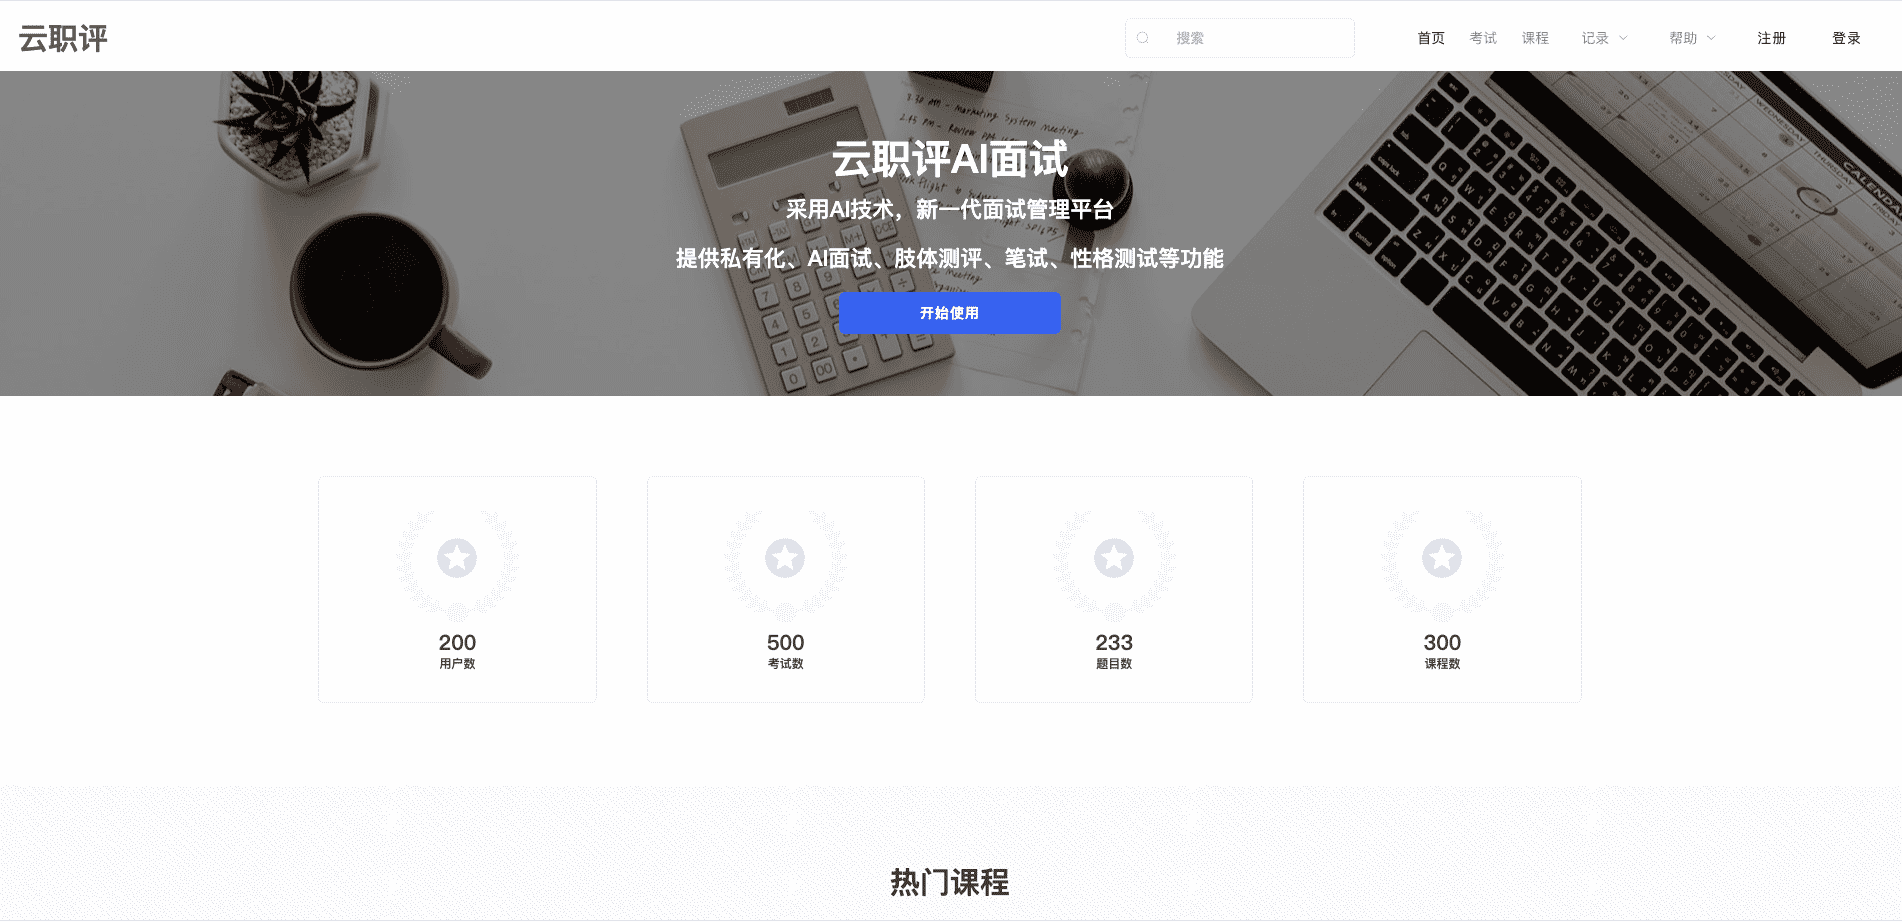 云职评
搜索
首页
考试
课程
记录
帮助
注册
登录
云职评AI面试
采用AI技术，新一代面试管理平台
提供私有化、AI面试、肢体测评、笔试、性格测试等功能
开始使用
200
用户数
500
考试数
233
题目数
300
课程数
热门课程